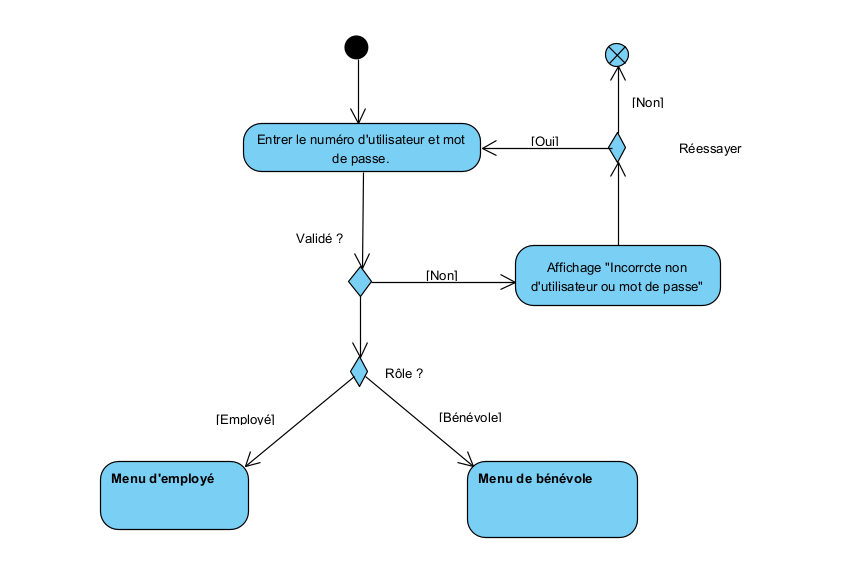 [Non]
Entrer le numéro d'utilisateur et mot
de passe.
[Oui]
Réessayer
Validé ?
[Non]
Affichage "Incorrcte non
d'utilisateur ou mot de passe"
Rôle ?
[Employé]
[Bénévole]
Menu d'employé
Menu de bénévole